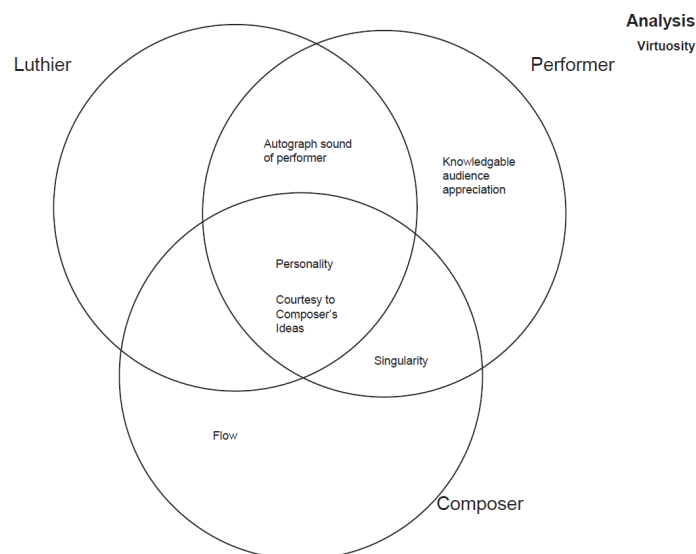 Analysis
Virtuosity
Luthier
Performer
Autograph sound
of performer
Knowledgable
audience
appreciation
Personality
Courtesy to
Composer's
Ideas
Singularity
Flow
Composer